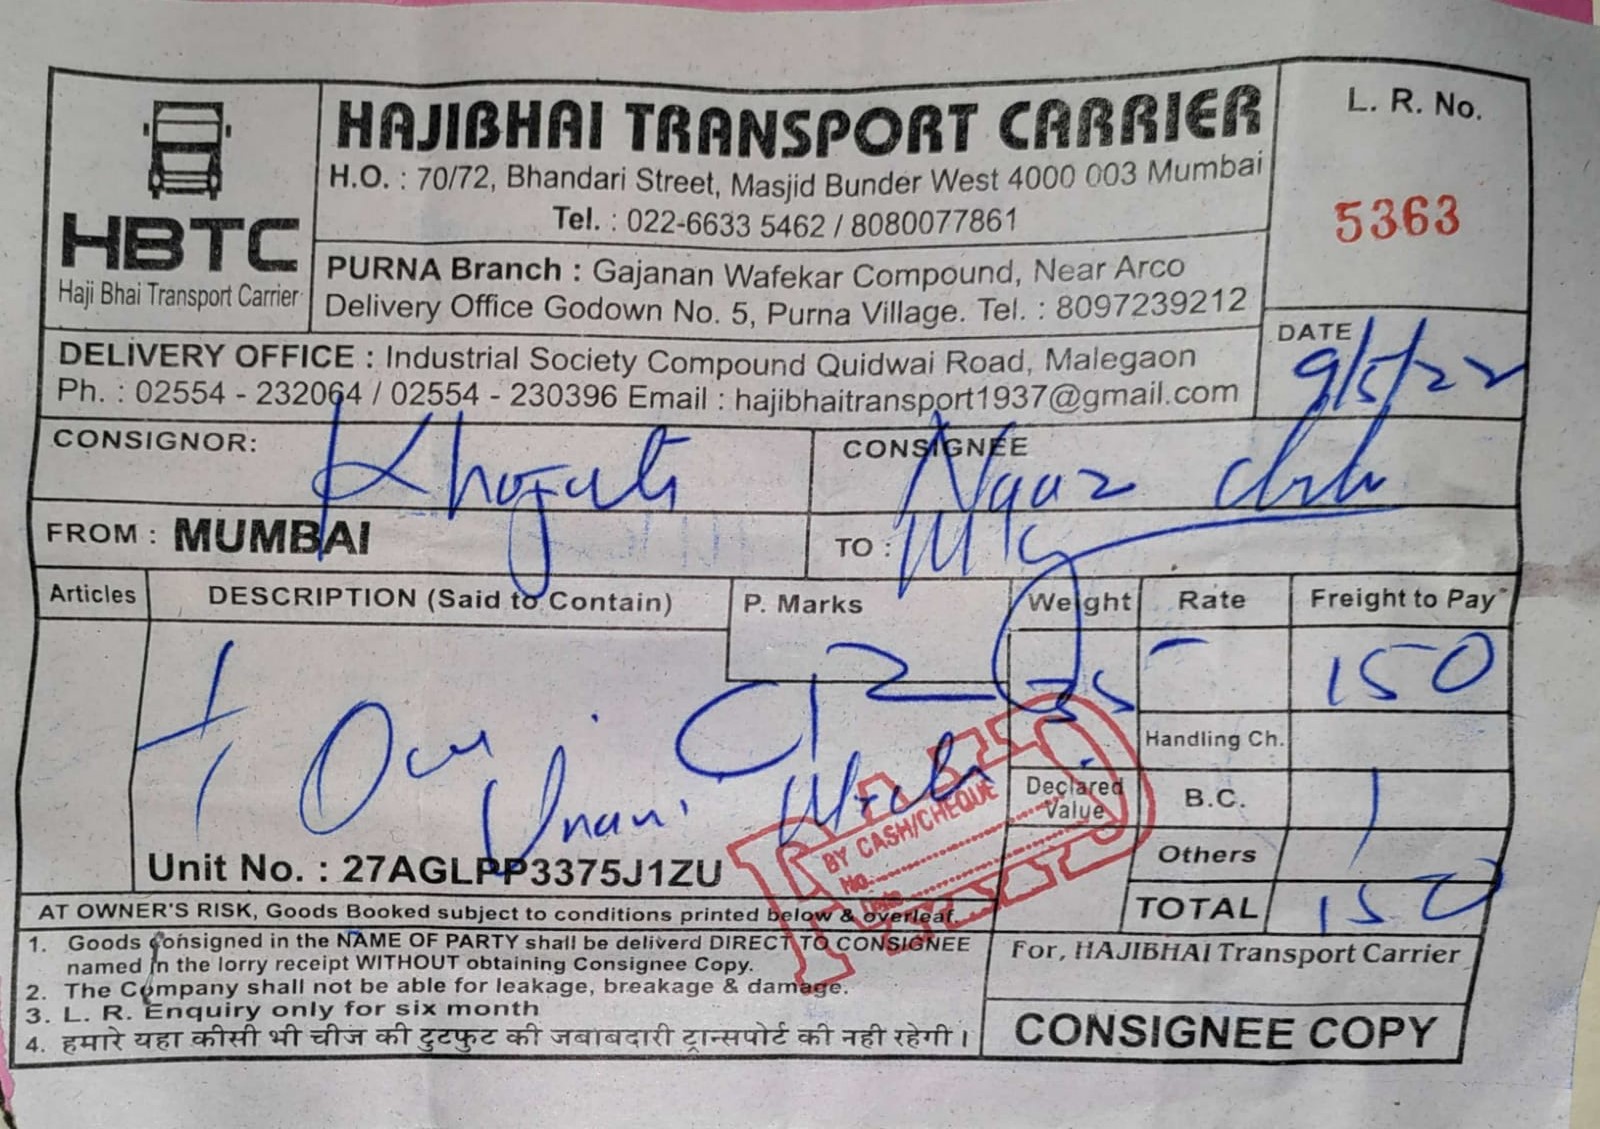 HAJIBHAI TRANSPORT CARRIER
H.O. : 70/72, Bhandari Street, Masjid Bunder West 4000 003 Mumbai
Tel. : 022-6633 5462 / 8080077861
L. R. No.
5363
HBTC
Haji Bhai Transport Carrier
PURNA Branch : Gajanan Wafekar Compound, Near Arco
Delivery Office Godown No. 5, Purna Village. Tel. : 8097239212
DELIVERY OFFICE : Industrial Society Compound Quidwai Road, Malegaon
Ph. : 02554 - 232064 / 02554 - 230396 Email : hajibhaitransport1937@gmail.com
DATE
9/5/22
CONSIGNOR:
CONSIGNEE
FROM : MUMBAI
TO :
Articles DESCRIPTION (Said to Contain) P. Marks Weight Rate Freight to Pay
35 150
Unani
Handling Ch.
Declared Value
B.C.
Others
TOTAL 150
BY CASH/CHEQUE
No.
Date
Unit No. : 27AGLPP3375J1ZU
AT OWNER'S RISK, Goods Booked subject to conditions printed below & overleaf.
1. Goods Consigned in the NAME OF PARTY shall be deliverd DIRECT TO CONSIGNEE
named in the lorry receipt WITHOUT obtaining Consignee Copy.
2. The Company shall not be able for leakage, breakage & damage.
3. L. R. Enquiry only for six month
4. हमारे यहा कीसी भी चीज की टुटफुट की जबाबदारी ट्रान्सपोर्ट की नही रहेगी।
For, HAJIBHAI Transport Carrier
CONSIGNEE COPY